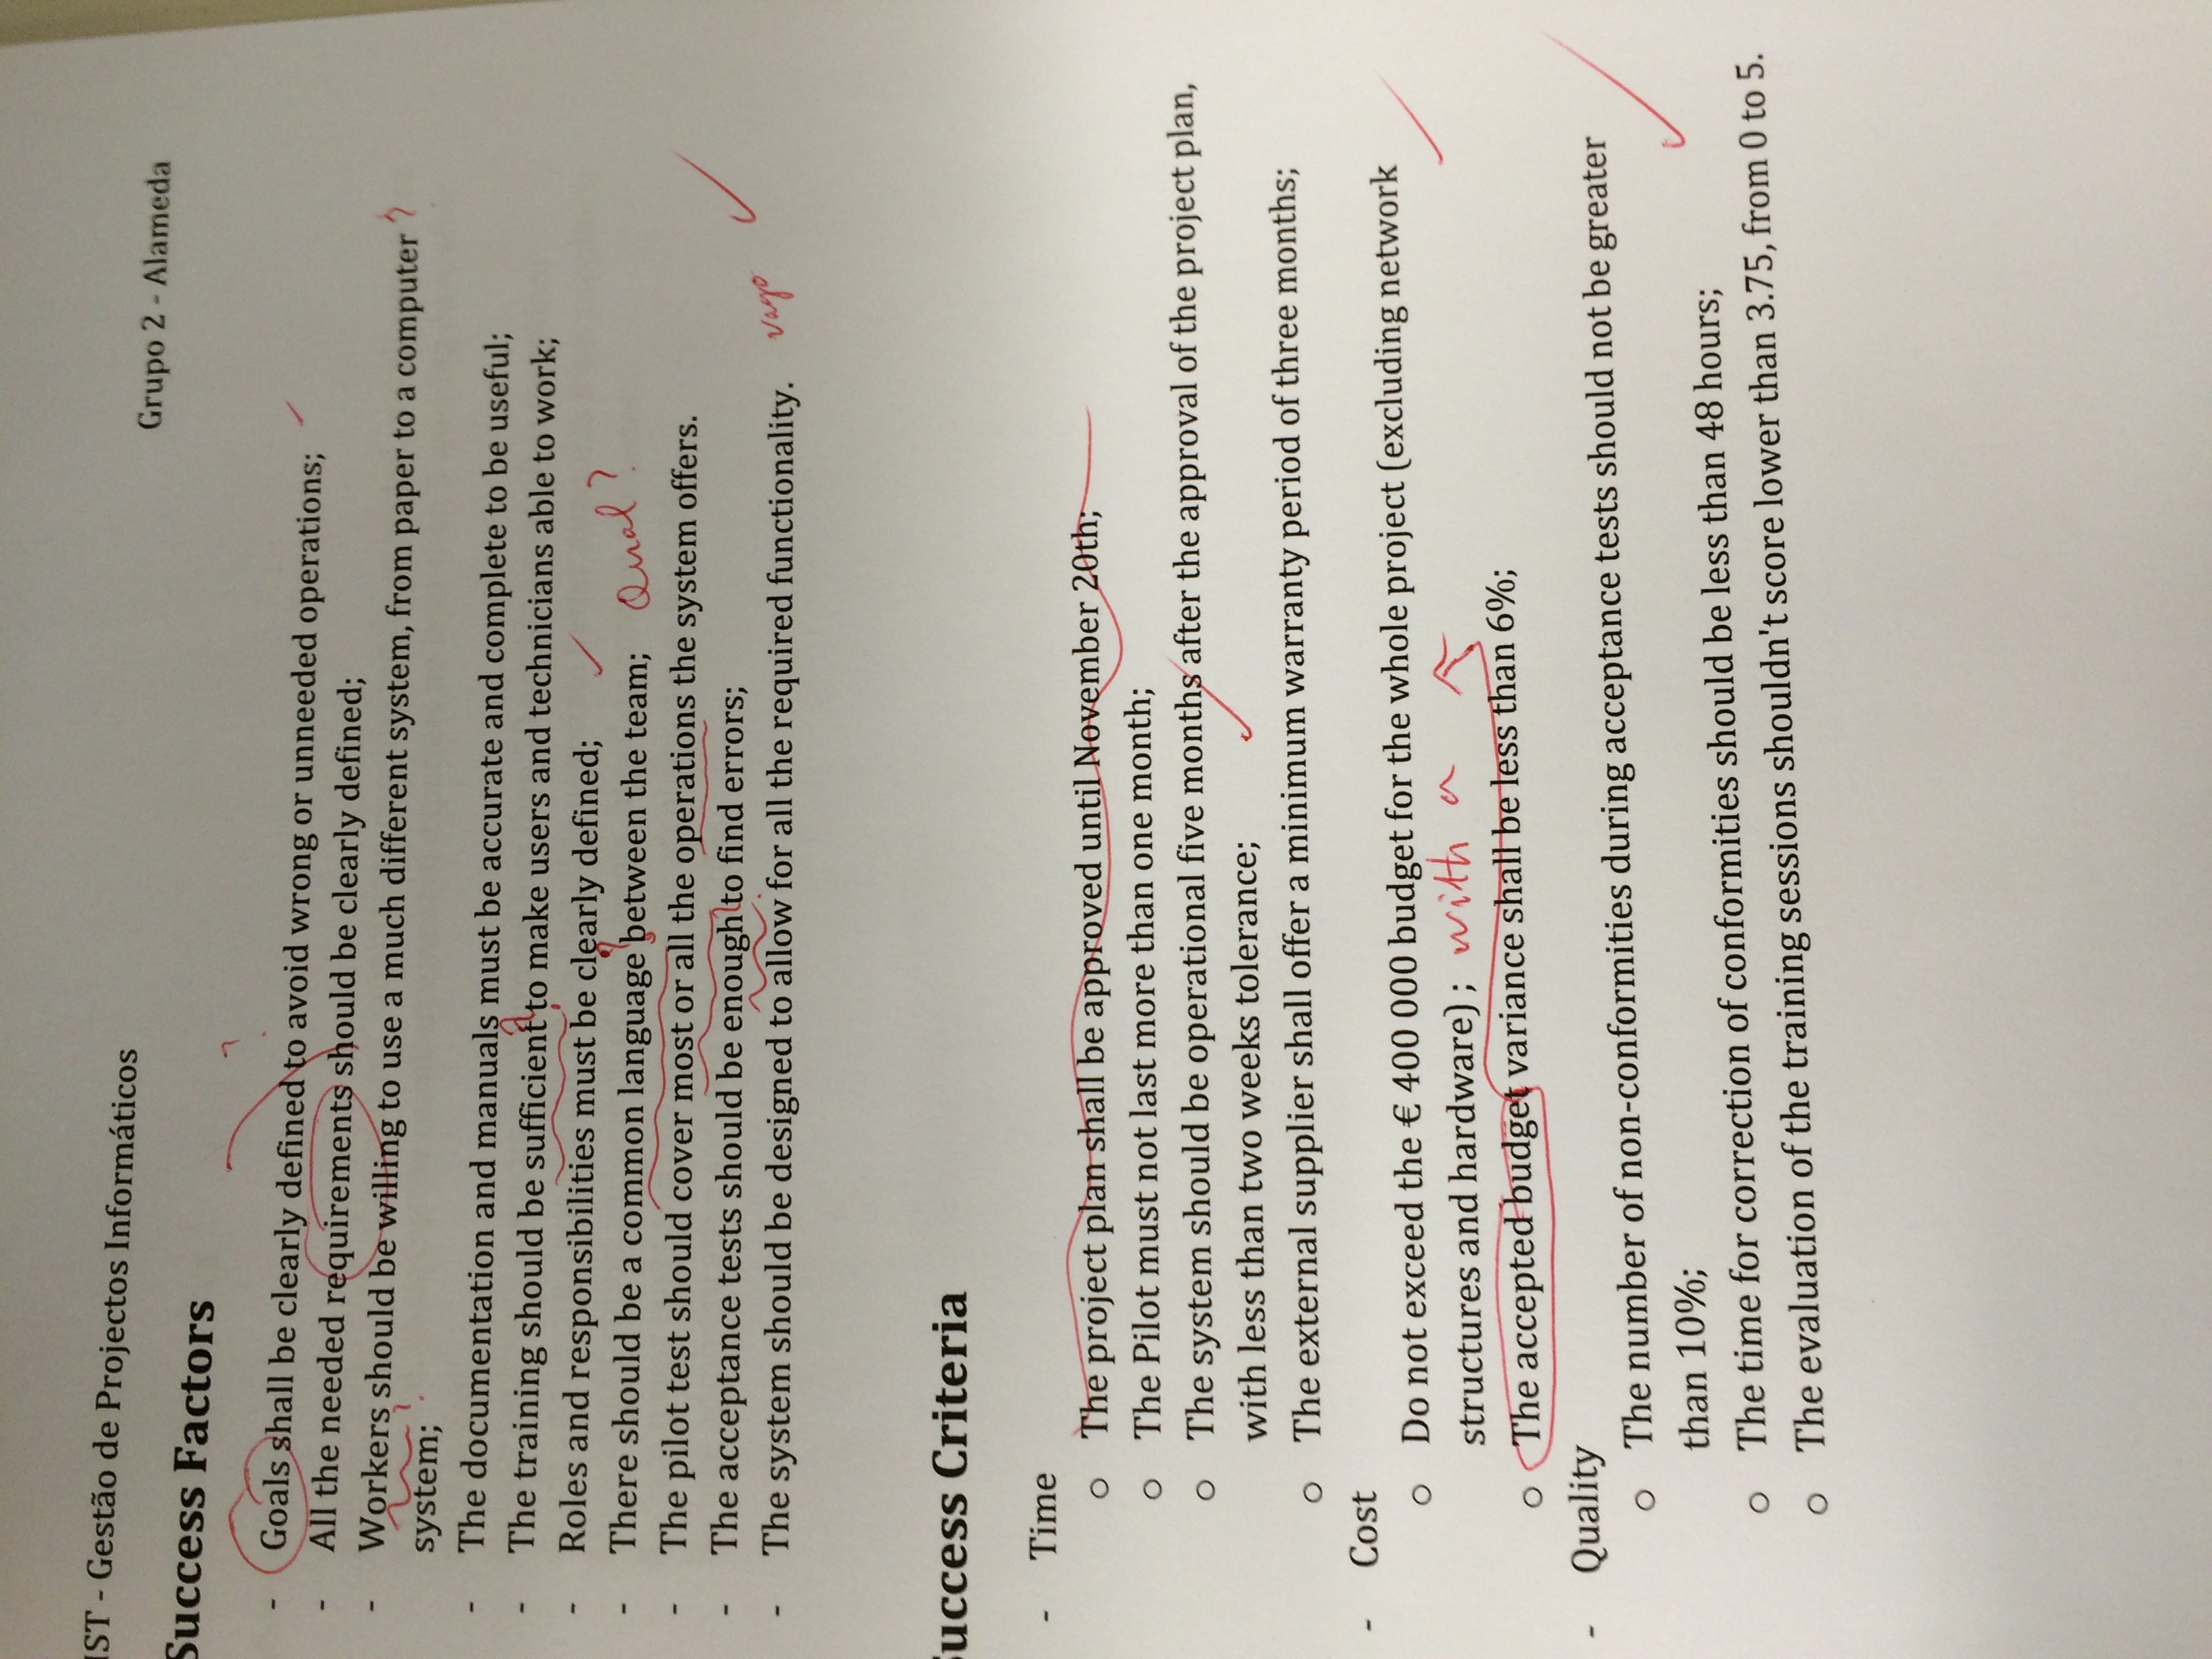 IST - Gestão de Projectos Informáticos
Grupo 2 - Alameda
Success Factors
?
- Goals shall be clearly defined to avoid wrong or unneeded operations;
- All the needed requirements should be clearly defined;
- Workers should be willing to use a much different system, from paper to a computer ?
system; ?
- The documentation and manuals must be accurate and complete to be useful;
- The training should be sufficient ? to make users and technicians able to work;
- Roles and responsibilities must be clearly defined;
- There should be a common language ? between the team; Qual?
- The pilot test should cover most or all the operations the system offers.
- The acceptance tests should be enough ? to find errors;
- The system should be designed to allow for all the required functionality. vago
Success Criteria
- Time
o The project plan shall be approved until November 20th;
o The Pilot must not last more than one month;
o The system should be operational five months after the approval of the project plan,
with less than two weeks tolerance;
o The external supplier shall offer a minimum warranty period of three months;
- Cost
o Do not exceed the € 400 000 budget for the whole project (excluding network
structures and hardware) ; with a
o The accepted budget variance shall be less than 6%;
- Quality
o The number of non-conformities during acceptance tests should not be greater
than 10%;
o The time for correction of conformities should be less than 48 hours;
o The evaluation of the training sessions shouldn't score lower than 3.75, from 0 to 5.